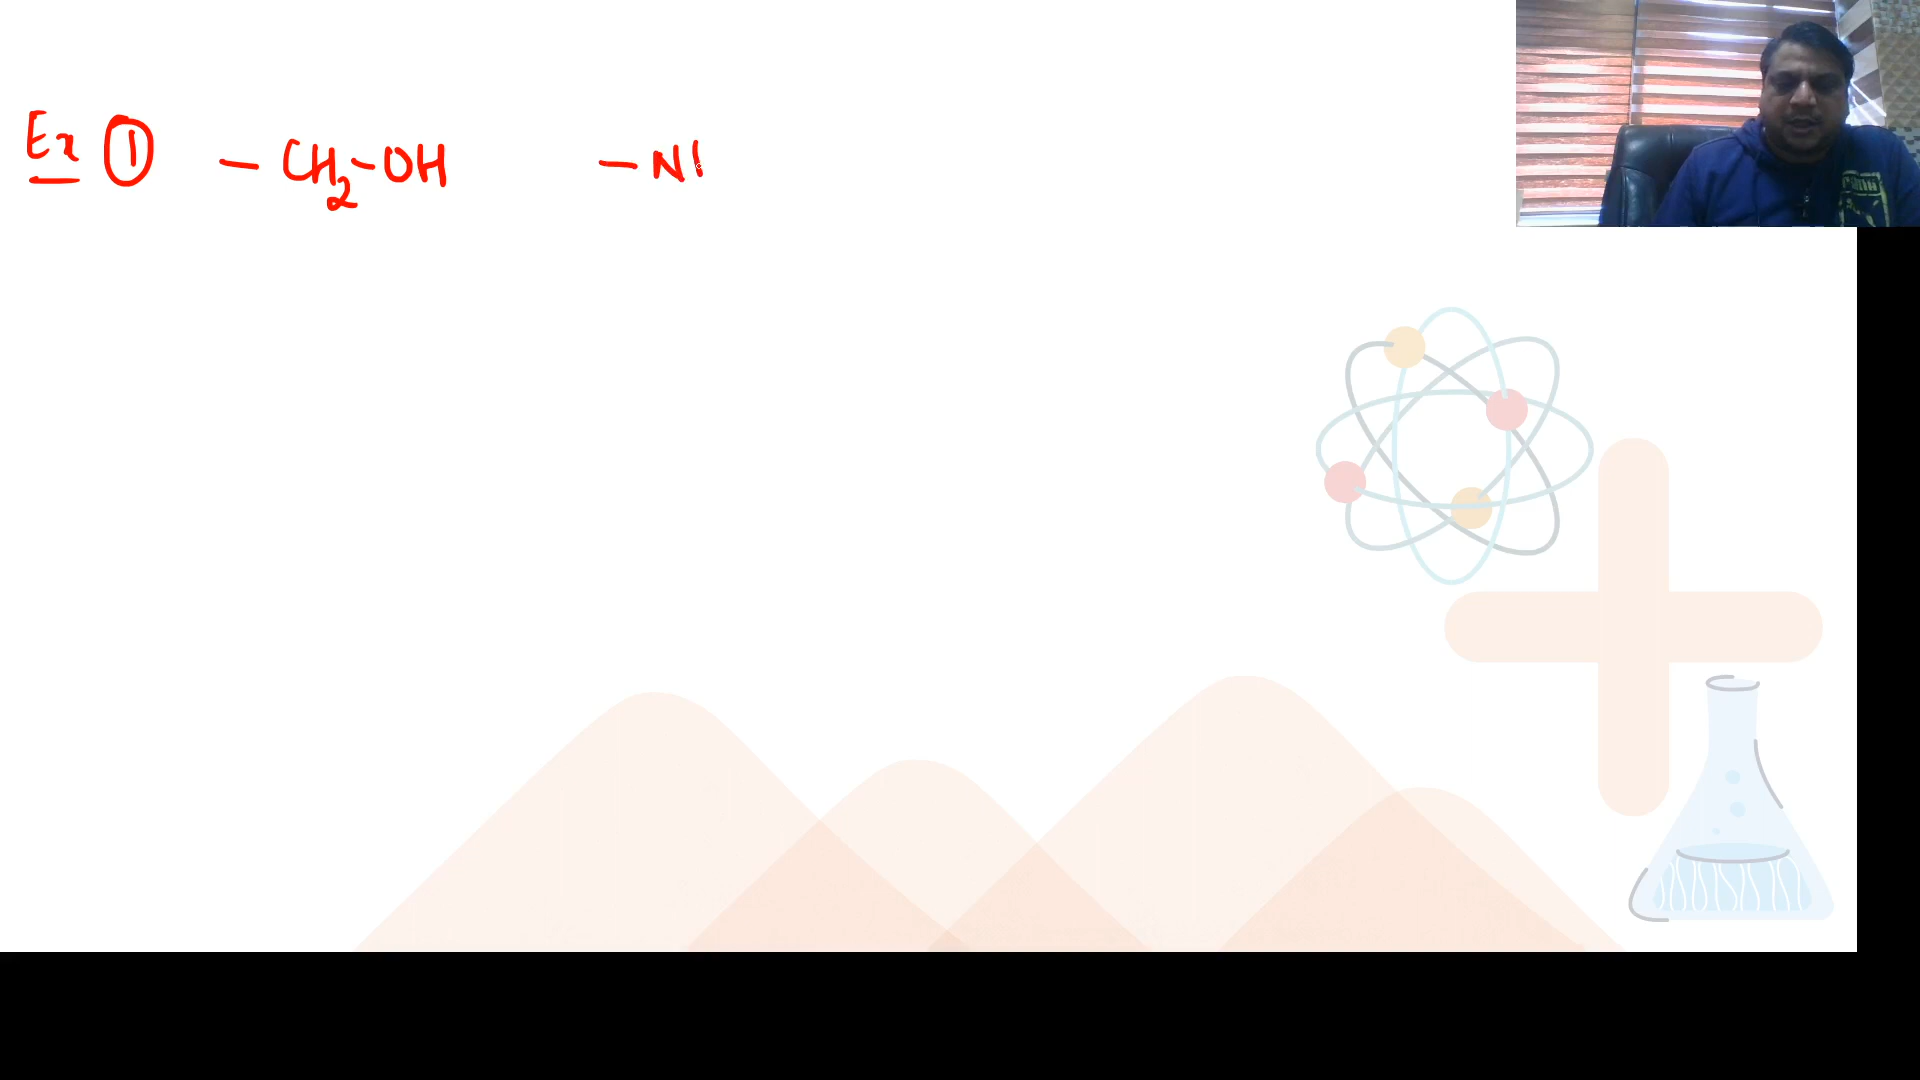 Ex ① – CH₂–OH – N